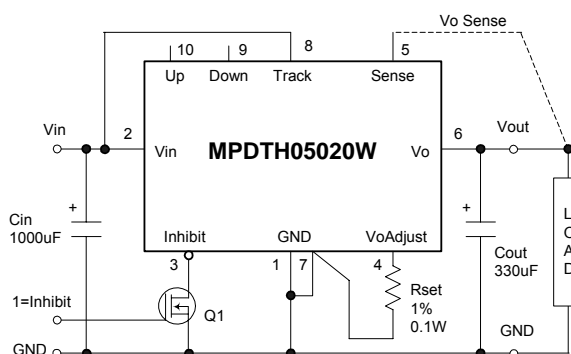 Vo Sense
10
9
8
5
Up
Down
Track
Sense
Vin
2
6
Vout
Vin
MPDTH05020W
Vo
+
+
Cin
1000uF
Inhibit
GND
VoAdjust
L
O
A
D
3
1
7
4
Cout
330uF
Rset
1%
0.1W
1=Inhibit
Q1
GND
GND